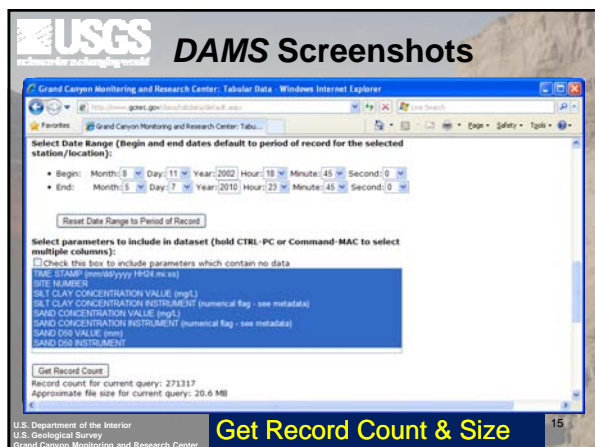 USGS
science for a changing world
DAMS Screenshots
Grand Canyon Monitoring and Research Center: Tabular Data - Windows Internet Explorer
Live Search
Favorites
Grand Canyon Monitoring and Research Center: Tabu...
Page
Safety
Tools
Select Date Range (Begin and end dates default to period of record for the selected
station/location):
• Begin: Month: 8 Day: 11 Year: 2002 Hour: 18 Minute: 45 Second: 0
• End: Month: 5 Day: 7 Year: 2010 Hour: 23 Minute: 45 Second: 0
Reset Date Range to Period of Record
Select parameters to include in dataset (hold CTRL-PC or Command-MAC to select
multiple columns):
Check this box to include parameters which contain no data
TIME STAMP (mm/dd/yyyy HH24:mi:ss)
SITE NUMBER
SILT CLAY CONCENTRATION VALUE (mg/L)
SILT CLAY CONCENTRATION INSTRUMENT (numerical flag - see metadata)
SAND CONCENTRATION VALUE (mg/L)
SAND CONCENTRATION INSTRUMENT (numerical flag - see metadata)
SAND D50 VALUE (mm)
SAND D50 INSTRUMENT
Get Record Count
Record count for current query: 271317
Approximate file size for current query: 20.6 MB
U.S. Department of the Interior
U.S. Geological Survey
Grand Canyon Monitoring and Research Center
Get Record Count & Size
15